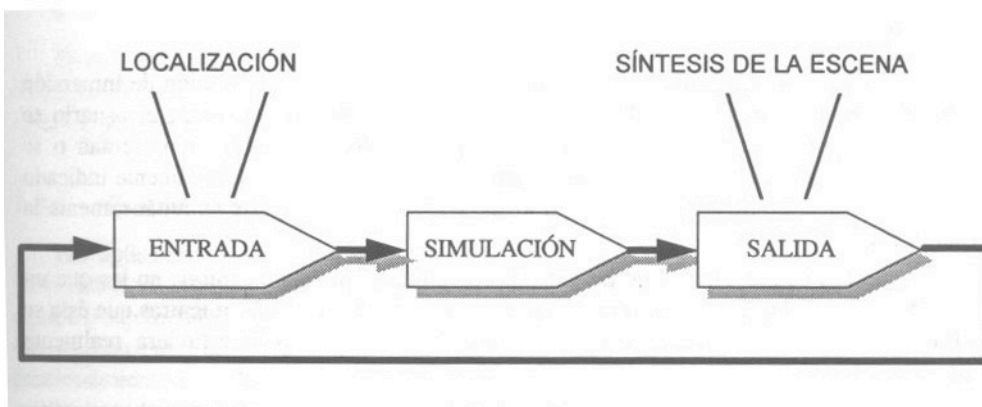 LOCALIZACIÓN
SÍNTESIS DE LA ESCENA
ENTRADA
SIMULACIÓN
SALIDA